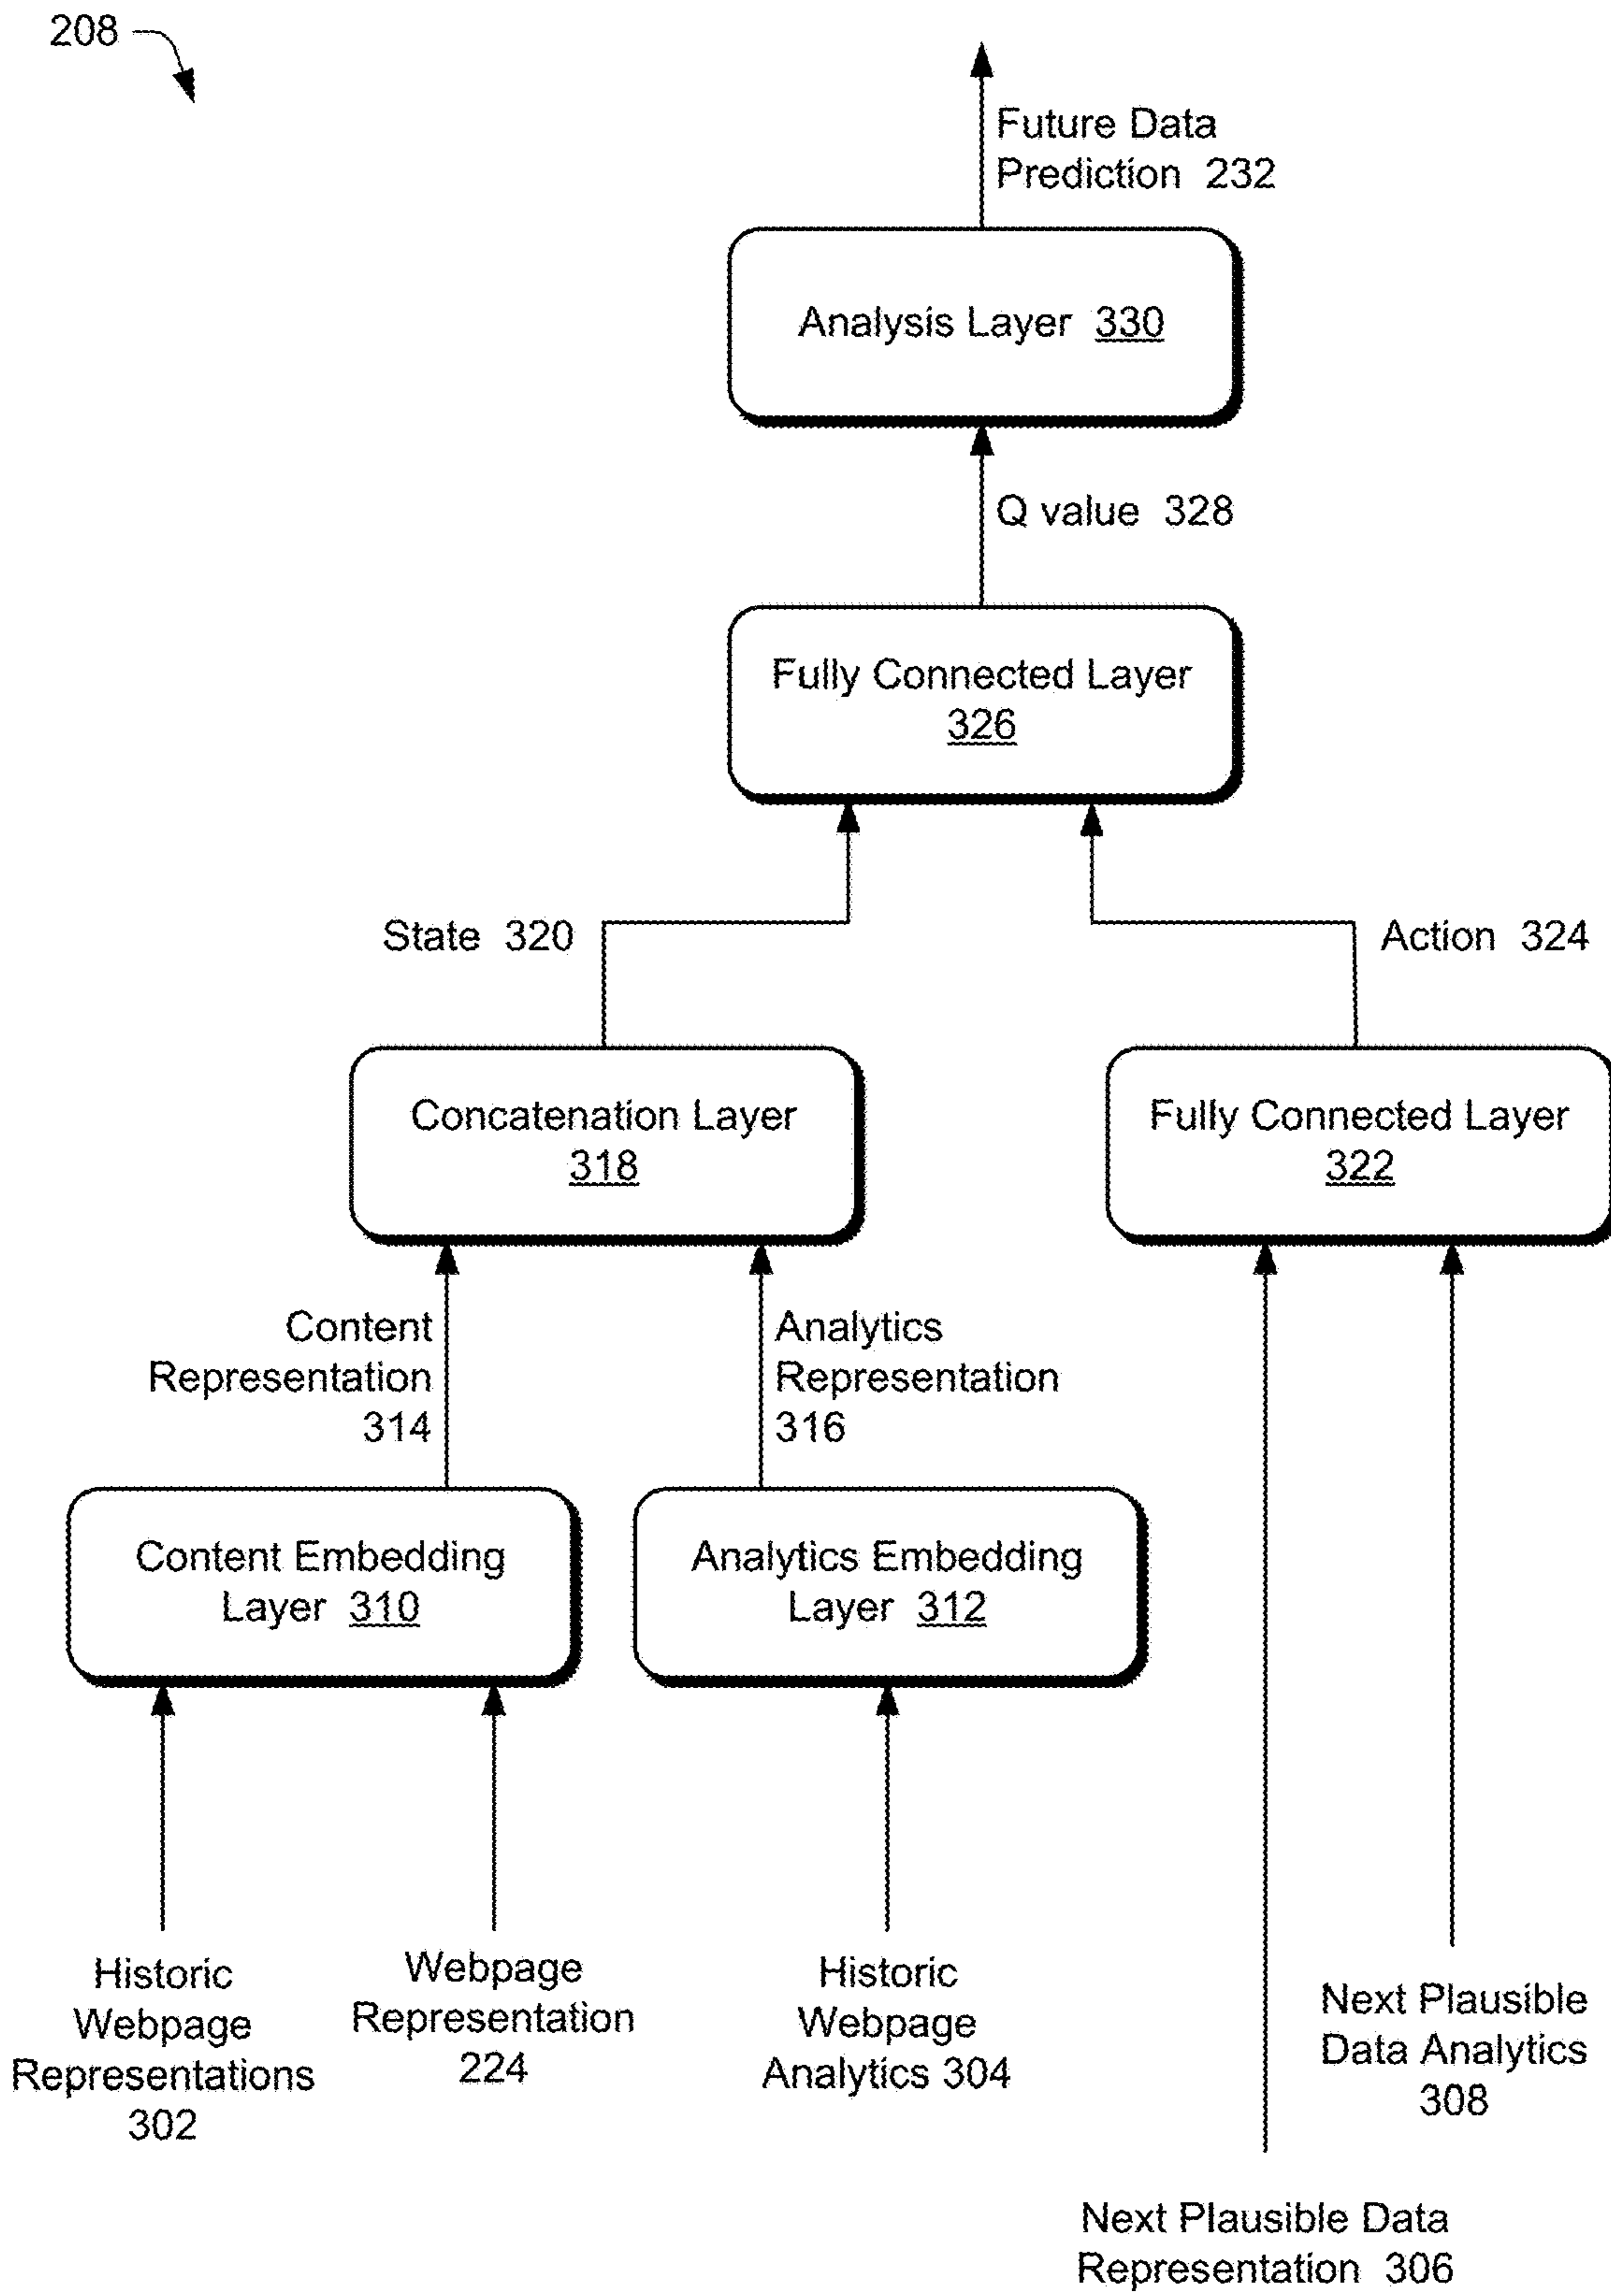 208
Future Data
Prediction 232
Analysis Layer 330
Q value 328
Fully Connected Layer
326
State 320
Action 324
Concatenation Layer
318
Fully Connected Layer
322
Content
Representation
314
Analytics
Representation
316
Content Embedding
Layer 310
Analytics Embedding
Layer 312
Historic
Webpage
Representations
302
Webpage
Representation
224
Historic
Webpage
Analytics 304
Next Plausible
Data Analytics
308
Next Plausible Data
Representation 306